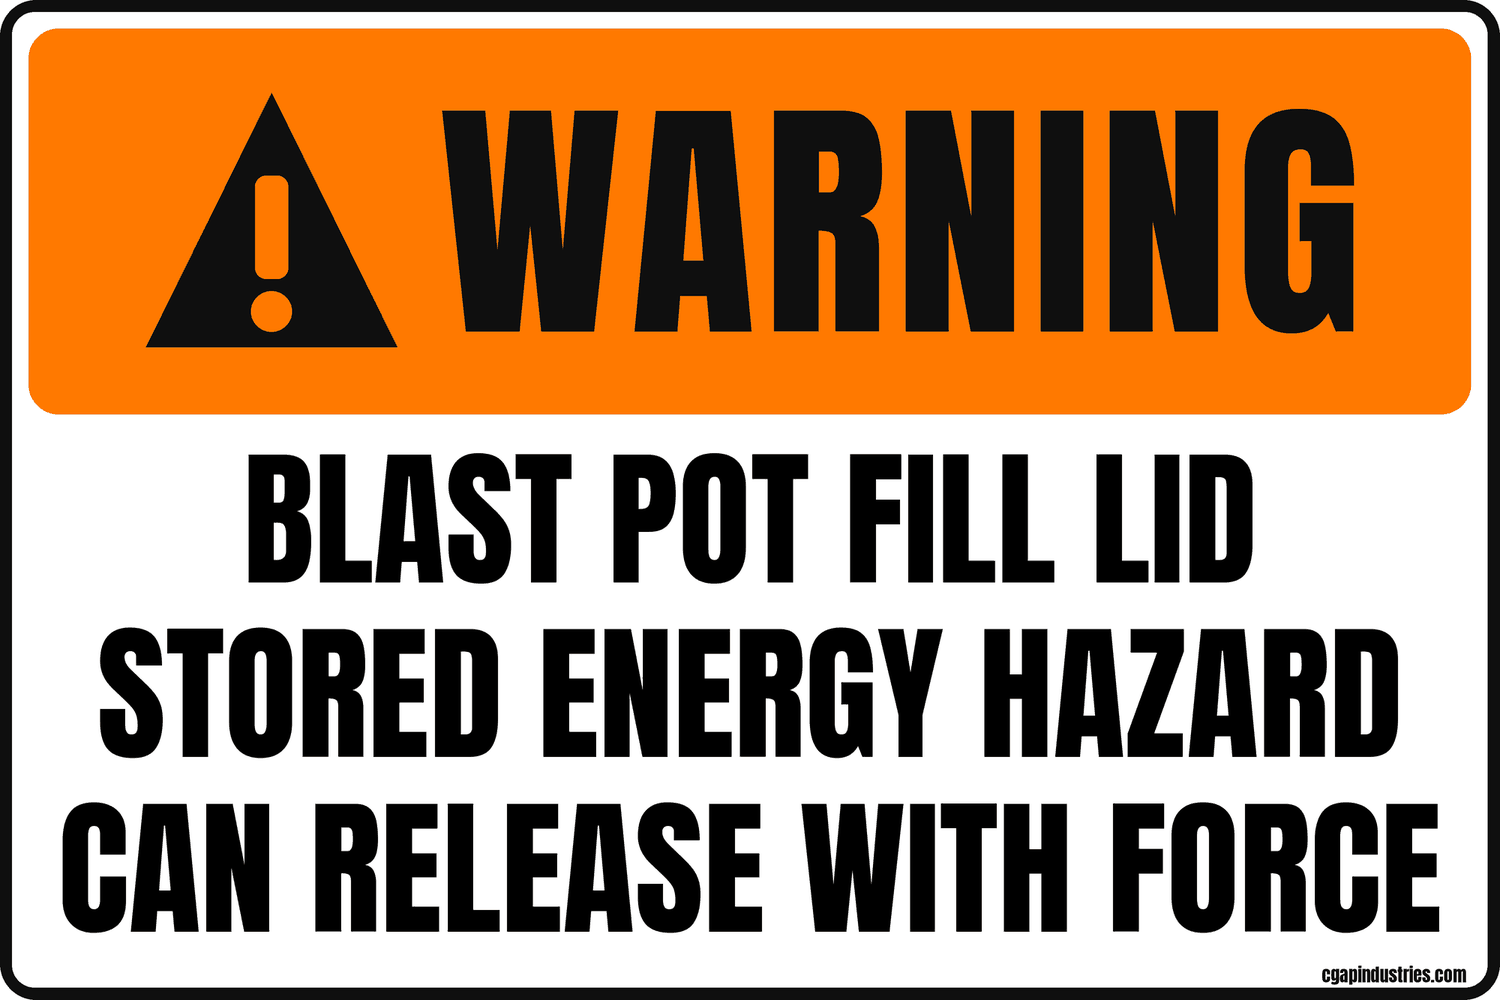 WARNING
BLAST POT FILL LID
STORED ENERGY HAZARD
CAN RELEASE WITH FORCE
cgapindustries.com